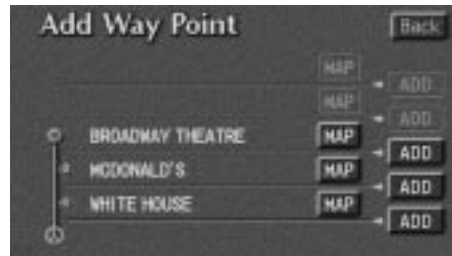 Add Way Point Back
MAP
ADD
MAP
ADD
BROADWAY THEATRE MAP
ADD
MCDONALD'S MAP
ADD
WHITE HOUSE MAP
ADD